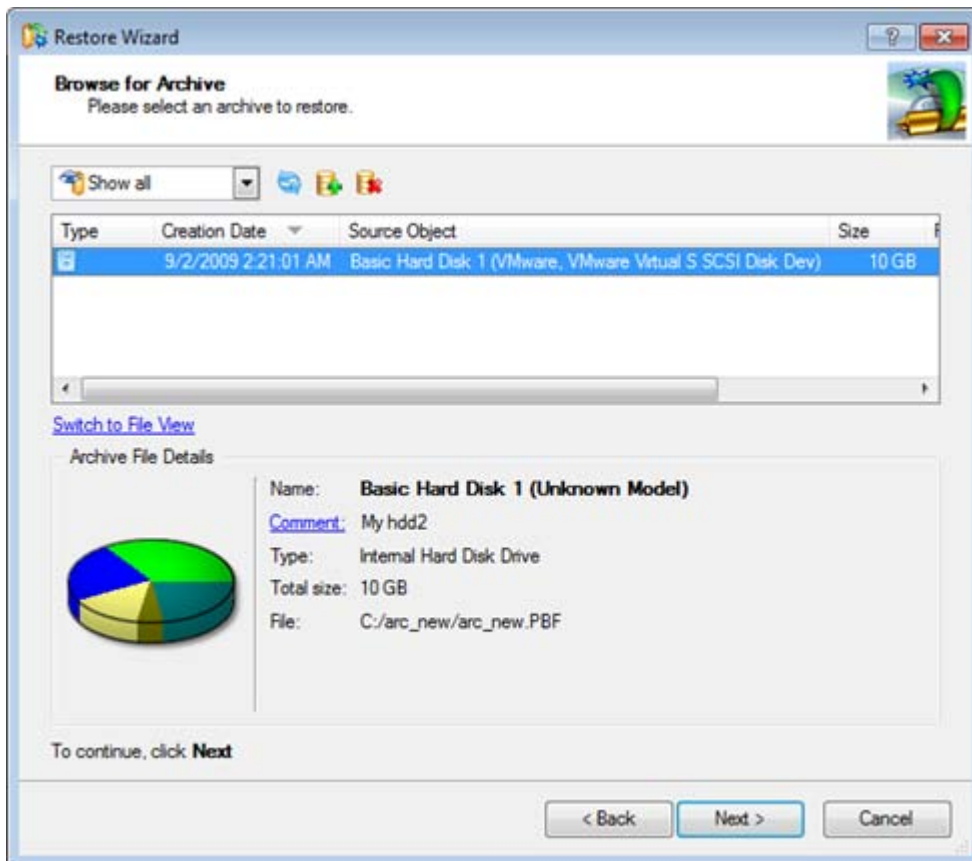 Restore Wizard
Browse for Archive
Please select an archive to restore.
Show all
Type Creation Date Source Object Size
9/2/2009 2:21:01 AM Basic Hard Disk 1 (VMware, VMware Virtual S SCSI Disk Dev) 10 GB
Switch to File View
Archive File Details
Name: Basic Hard Disk 1 (Unknown Model)
Comment: My hdd2
Type: Internal Hard Disk Drive
Total size: 10 GB
File: C:/arc_new/arc_new.PBF
To continue, click Next
< Back Next > Cancel